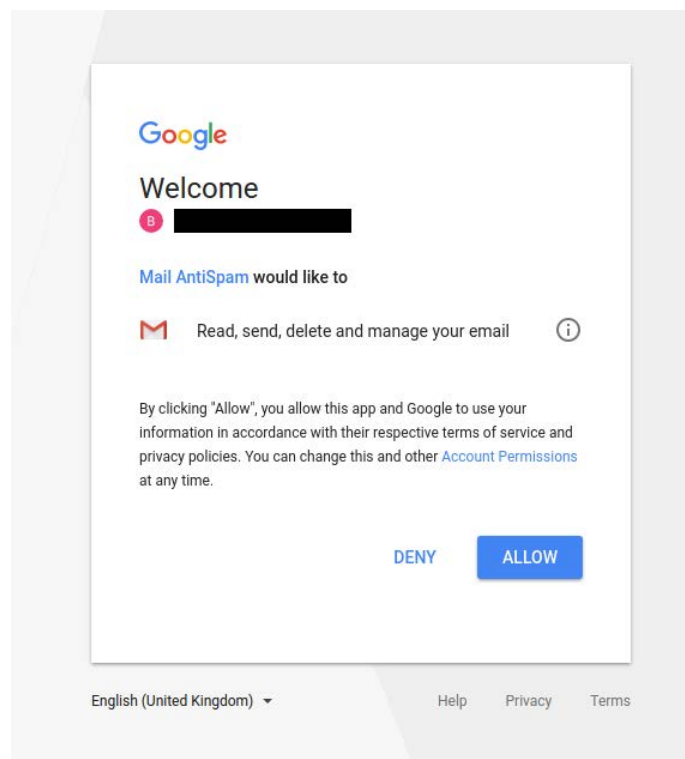 Google
Welcome
B
Mail AntiSpam would like to
Read, send, delete and manage your email
By clicking "Allow", you allow this app and Google to use your
information in accordance with their respective terms of service and
privacy policies. You can change this and other Account Permissions
at any time.
DENY ALLOW
English (United Kingdom) Help Privacy Terms